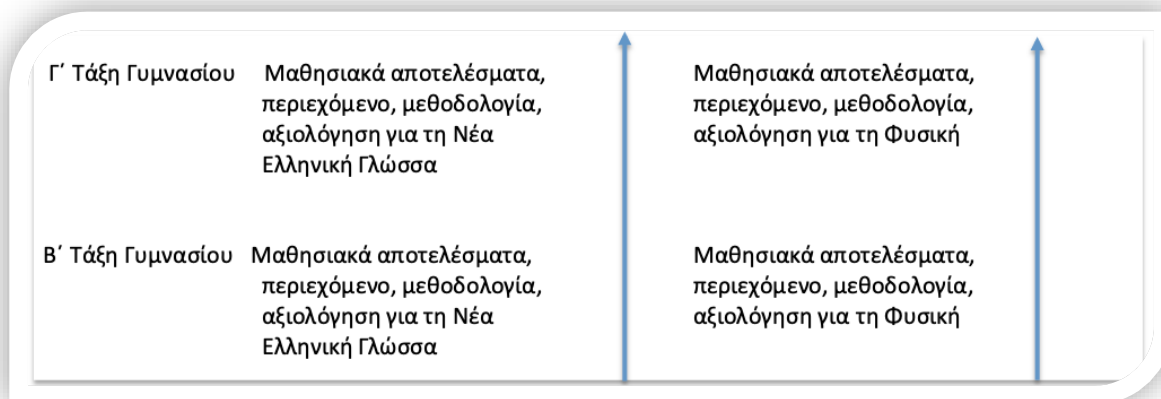 Γ΄ Τάξη Γυμνασίου Μαθησιακά αποτελέσματα,
περιεχόμενο, μεθοδολογία,
αξιολόγηση για τη Νέα
Ελληνική Γλώσσα
Μαθησιακά αποτελέσματα,
περιεχόμενο, μεθοδολογία,
αξιολόγηση για τη Φυσική
Β΄ Τάξη Γυμνασίου Μαθησιακά αποτελέσματα,
περιεχόμενο, μεθοδολογία,
αξιολόγηση για τη Νέα
Ελληνική Γλώσσα
Μαθησιακά αποτελέσματα,
περιεχόμενο, μεθοδολογία,
αξιολόγηση για τη Φυσική